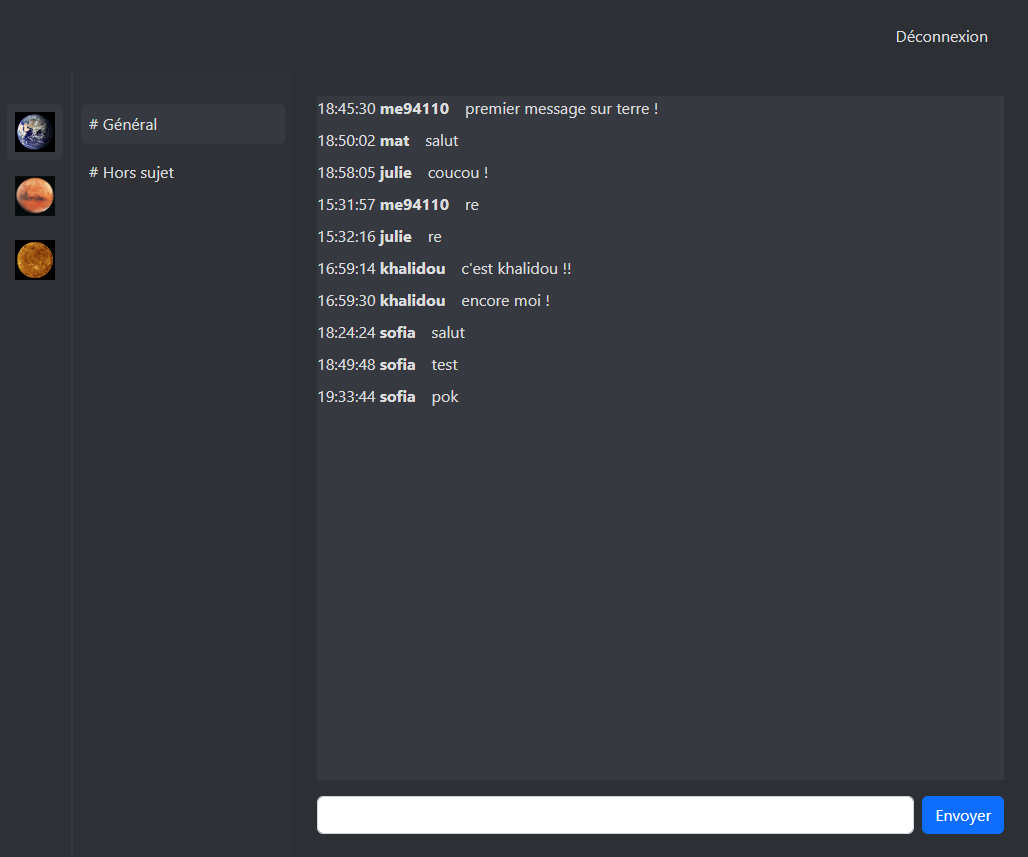 Déconnexion
# Général
# Hors sujet
18:45:30 me94110 premier message sur terre !
18:50:02 mat salut
18:58:05 julie coucou !
15:31:57 me94110 re
15:32:16 julie re
16:59:14 khalidou c'est khalidou !!
16:59:30 khalidou encore moi !
18:24:24 sofia salut
18:49:48 sofia test
19:33:44 sofia pok
Envoyer